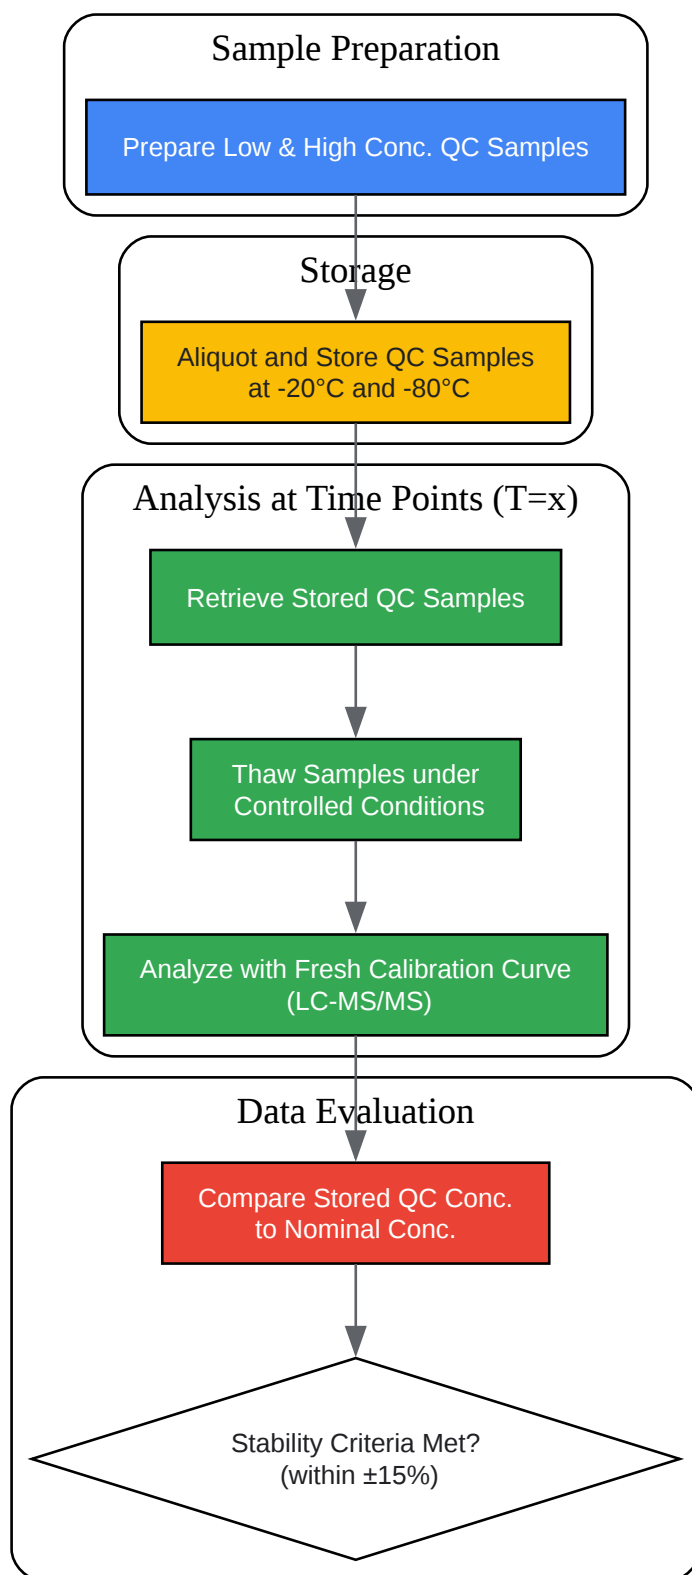 Sample Preparation
Prepare Low & High Conc. QC Samples
Storage
Aliquot and Store QC Samples
at -20°C and -80°C
Analysis at Time Points (T=x)
Retrieve Stored QC Samples
Thaw Samples under
Controlled Conditions
Analyze with Fresh Calibration Curve
(LC-MS/MS)
Data Evaluation
Compare Stored QC Conc.
to Nominal Conc.
Stability Criteria Met?
(within ±15%)